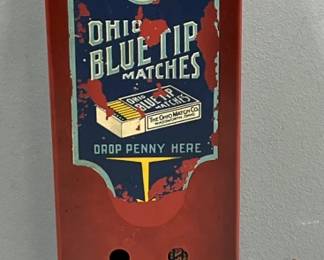 OHIO
BLUE TIP
MATCHES
OHIO
BLUE TIP
MATCHES
THE OHIO MATCH CO.
DROP PENNY HERE